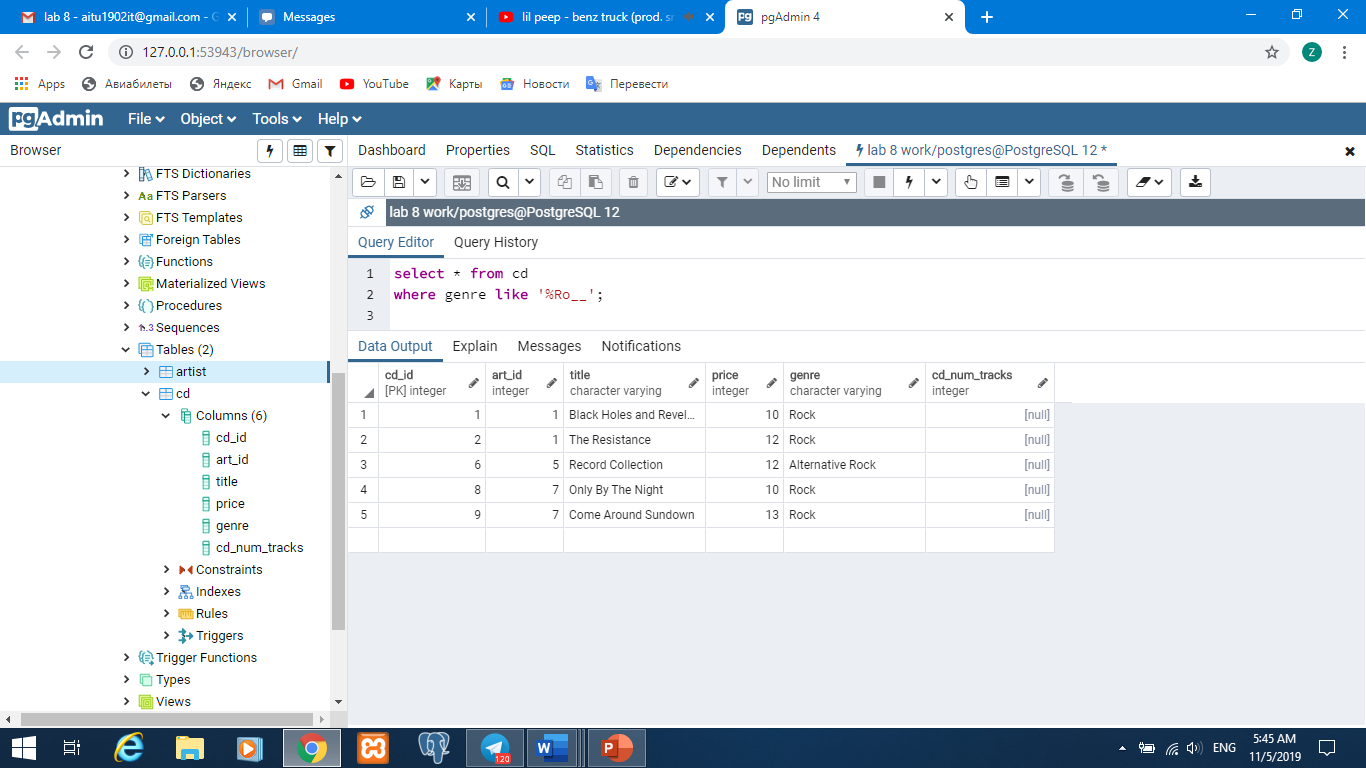 lab 8 - aitu1902it@gmail.com - G
Messages
lil peep - benz truck (prod. sm
pgAdmin 4
127.0.0.1:53943/browser/
Z
Apps
Авиабилеты
Яндекс
Gmail
YouTube
Карты
Новости
Перевести
pgAdmin
File
Object
Tools
Help
Browser
Dashboard
Properties
SQL
Statistics
Dependencies
Dependents
lab 8 work/postgres@PostgreSQL 12 *
FTS Dictionaries
FTS Parsers
FTS Templates
Foreign Tables
Functions
Materialized Views
Procedures
Sequences
Tables (2)
artist
cd
Columns (6)
cd_id
art_id
title
price
genre
cd_num_tracks
Constraints
Indexes
Rules
Triggers
Trigger Functions
Types
Views
No limit
lab 8 work/postgres@PostgreSQL 12
Query Editor
Query History
1 select * from cd
2 where genre like '%Ro__';
3
Data Output
Explain
Messages
Notifications
cd_id art_id title price genre cd_num_tracks
[PK] integer integer character varying integer character varying integer
1 1 1 Black Holes and Revel... 10 Rock [null]
2 2 1 The Resistance 12 Rock [null]
3 6 5 Record Collection 12 Alternative Rock [null]
4 8 7 Only By The Night 10 Rock [null]
5 9 7 Come Around Sundown 13 Rock [null]
120
ENG
5:45 AM
11/5/2019